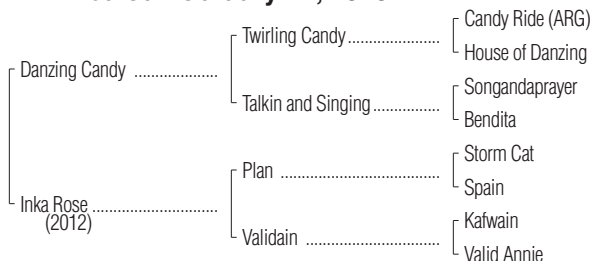 Candy Ride (ARG)
Twirling Candy
House of Danzing
Danzing Candy
Songandaprayer
Talkin and Singing
Bendita
Storm Cat
Plan
Spain
Inka Rose
(2012)
Kafwain
Validain
Valid Annie